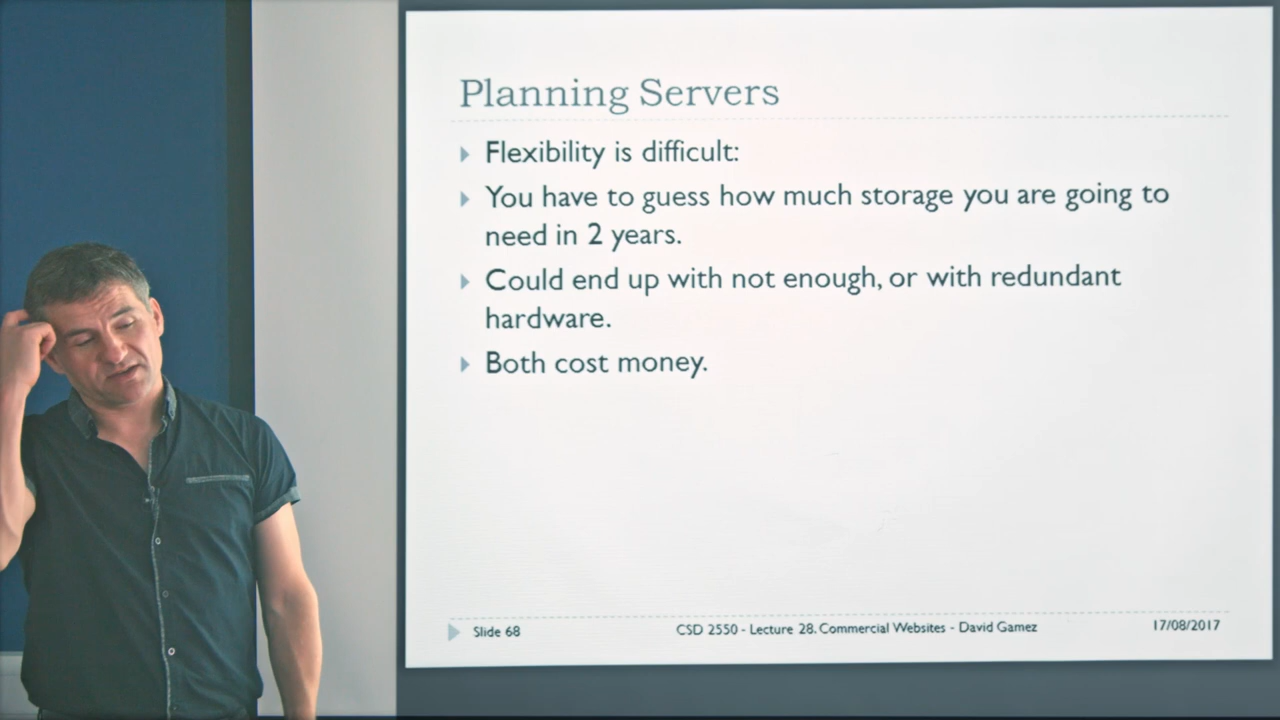 Planning Servers
Flexibility is difficult:
You have to guess how much storage you are going to
need in 2 years.
Could end up with not enough, or with redundant
hardware.
Both cost money.
Slide 68
CSD 2550 - Lecture 28. Commercial Websites - David Gamez
17/08/2017